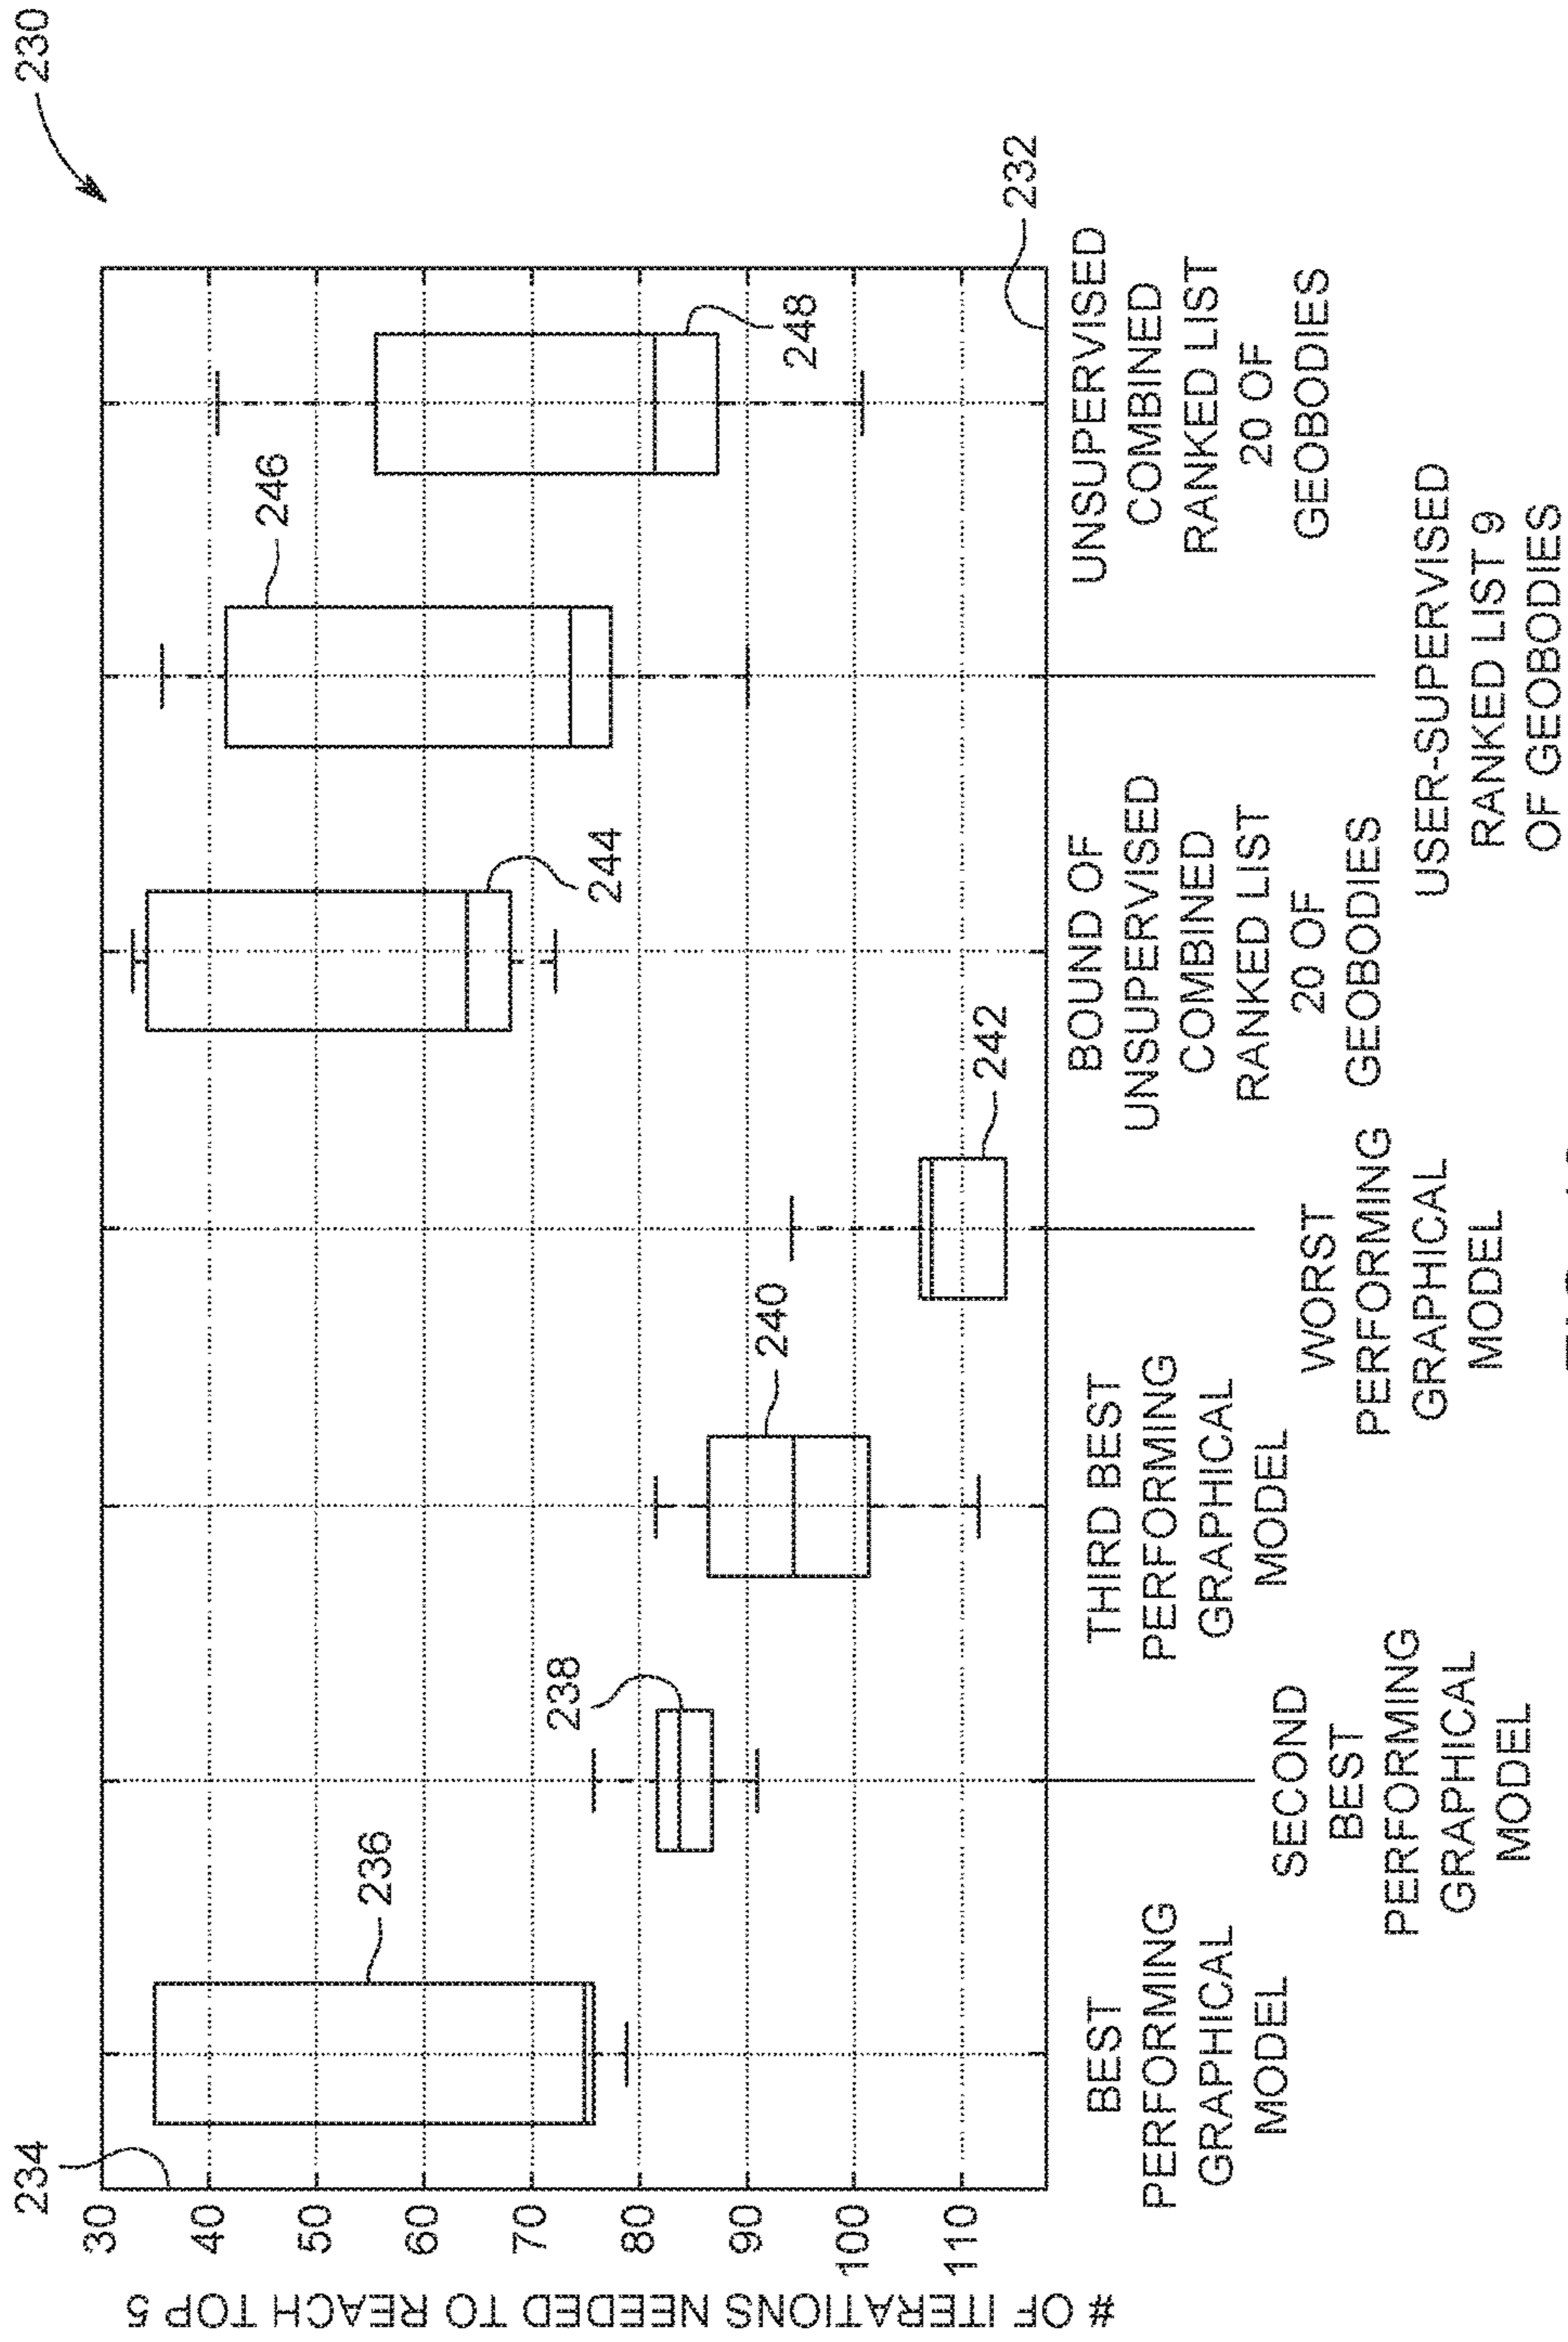 230
234
30
40
50
60
70
80
90
100
110
# OF ITERATIONS NEEDED TO REACH TOP 5
236
238
240
242
244
246
248
232
BEST
PERFORMING
GRAPHICAL
MODEL
SECOND
BEST
PERFORMING
GRAPHICAL
MODEL
THIRD BEST
PERFORMING
GRAPHICAL
MODEL
WORST
PERFORMING
GRAPHICAL
MODEL
BOUND OF
UNSUPERVISED
COMBINED
RANKED LIST
20 OF
GEOBODIES
USER-SUPERVISED
RANKED LIST 9
OF GEOBODIES
UNSUPERVISED
COMBINED
RANKED LIST
20 OF
GEOBODIES